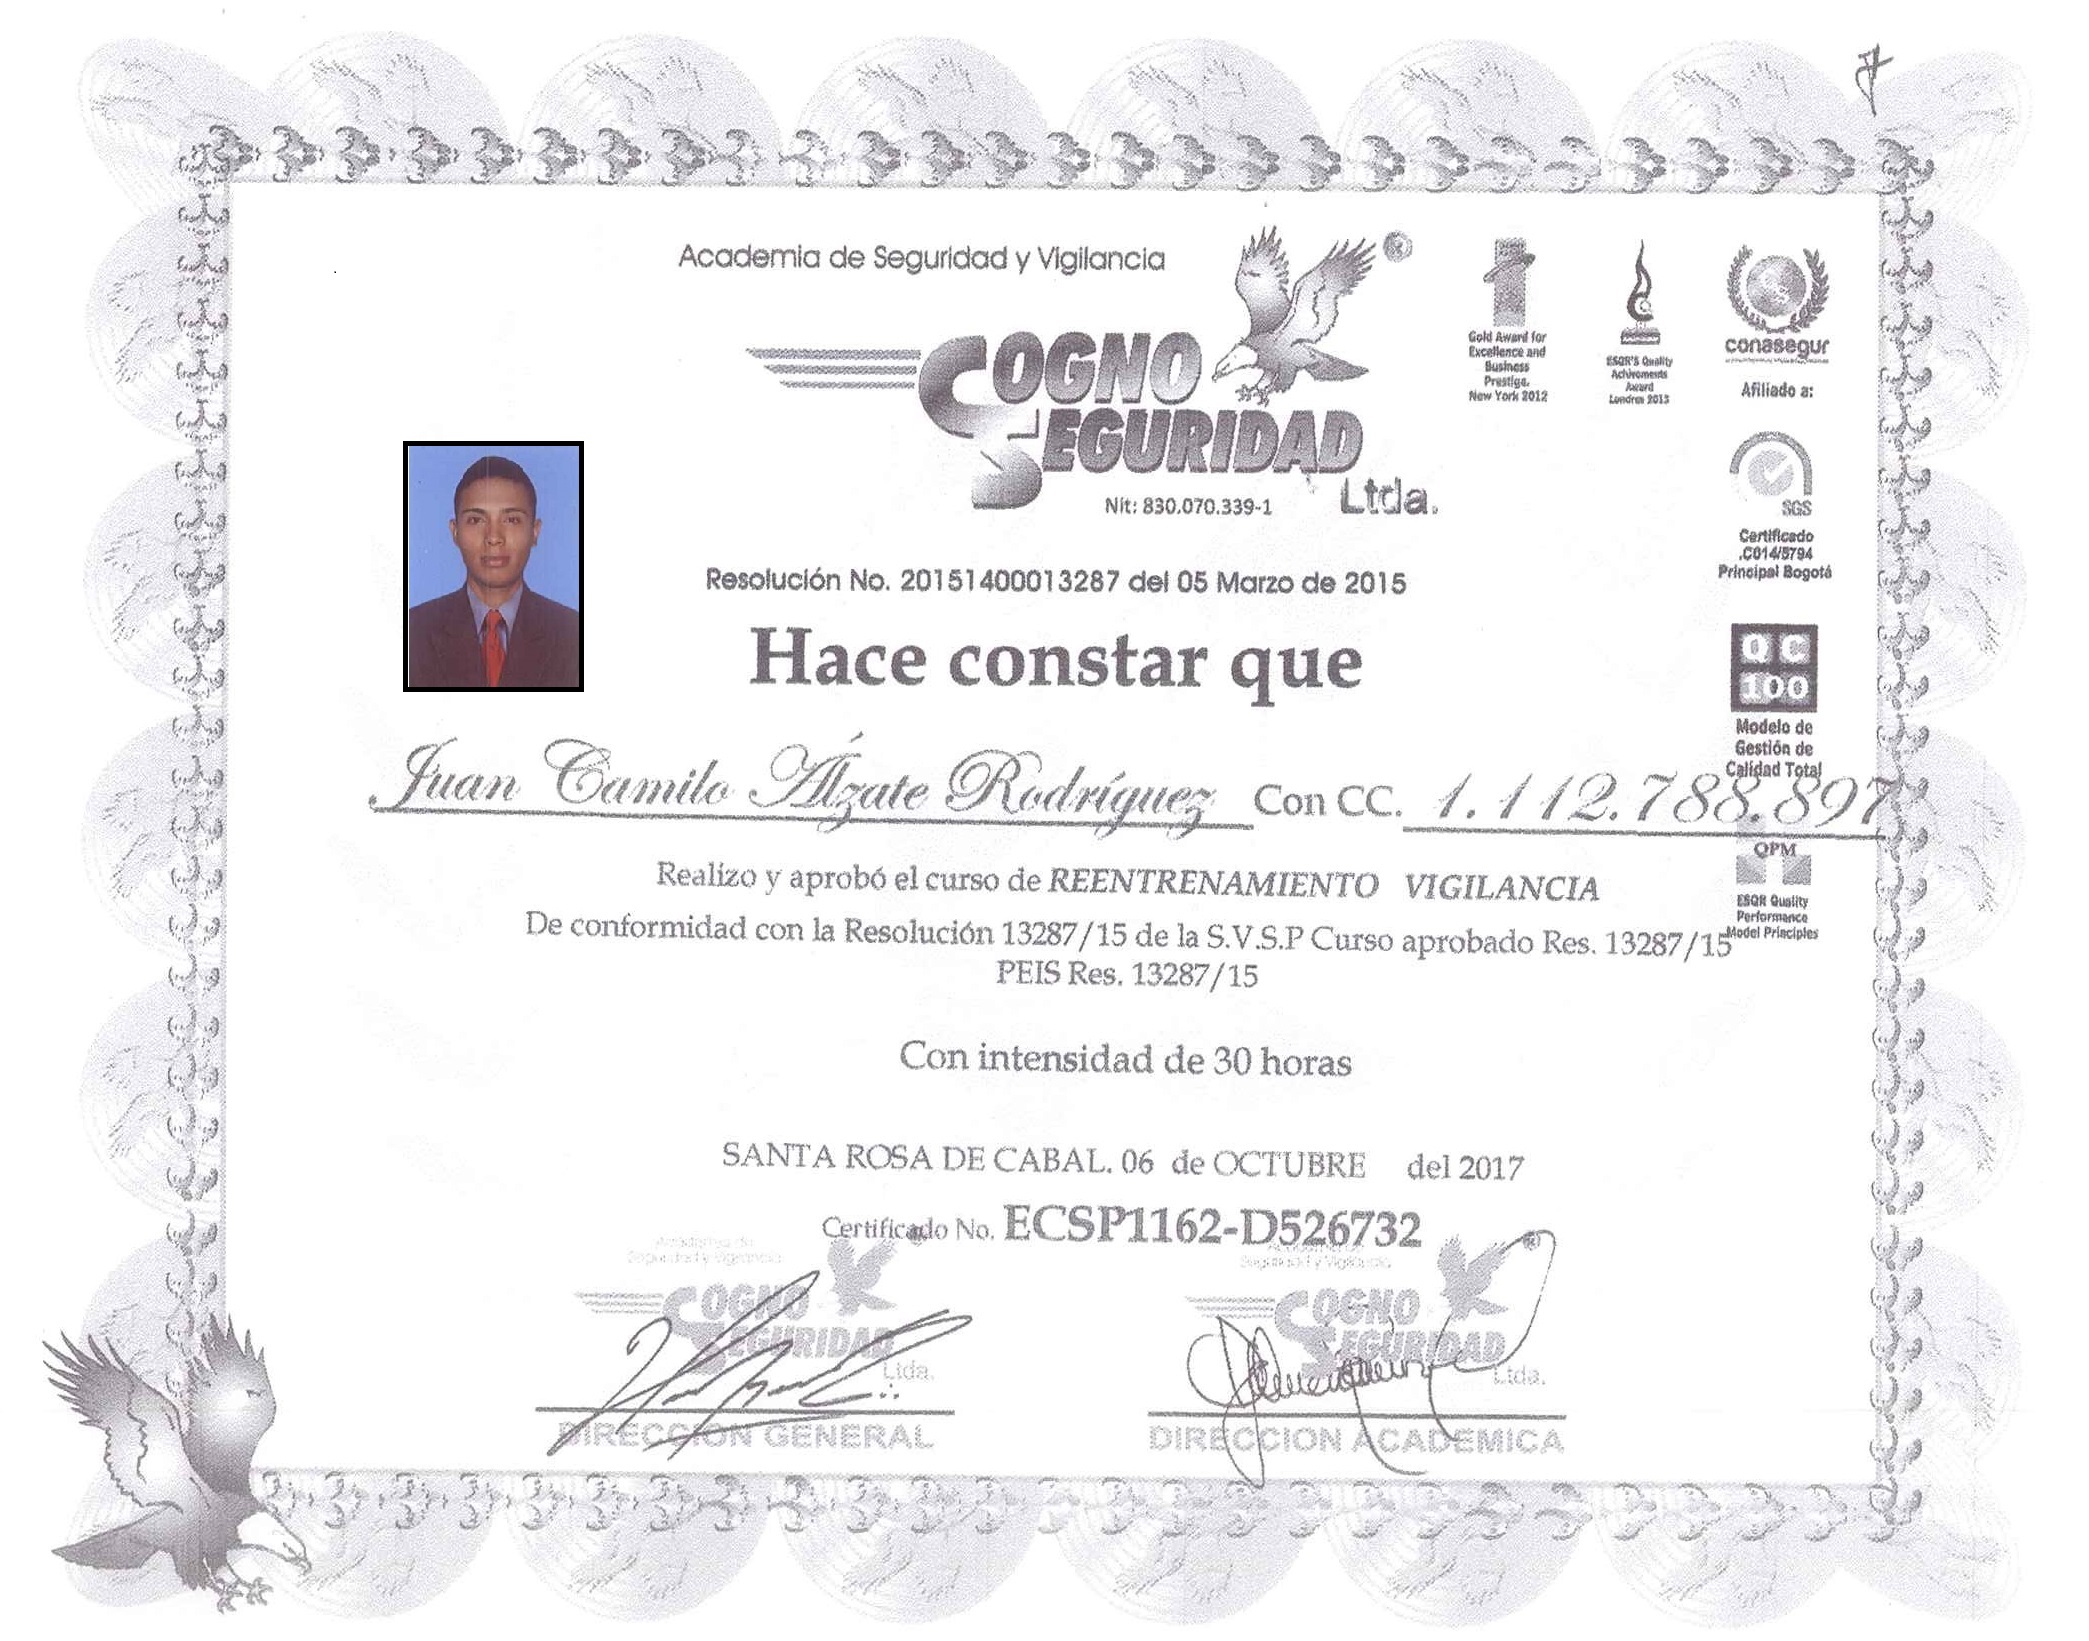 Academia de Seguridad y Vigilancia
COGNO
SEGURIDAD
Ltda.
Nit: 830.070.339-1
Gold Award for
Excellence and
Business
Prestige.
New York 2012
ESQR'S Quality
Achivements
Award
Londres 2013
conasegur
Afiliado a:
SGS
Certificado
.CO14/5794
Principal Bogotá
Resolución No. 20151400013287 del 05 Marzo de 2015
Hace constar que
QC
100
Modelo de
Gestión de
Calidad Total
Juan Camilo Álzate Rodríguez Con CC. 1.112.788.897
QPM
ESQR Quality
Performance
Model Principles
Realizo y aprobó el curso de REENTRENAMIENTO VIGILANCIA
De conformidad con la Resolución 13287/15 de la S.V.S.P Curso aprobado Res. 13287/15
PEIS Res. 13287/15
Con intensidad de 30 horas
SANTA ROSA DE CABAL. 06 de OCTUBRE del 2017
Certificado No. ECSP1162-D526732
Academia de
Seguridad y Vigilancia
COGNO
SEGURIDAD
Ltda.
DIRECCION GENERAL
Seguridad y Vigilancia
COGNO
SEGURIDAD
Ltda.
DIRECCION ACADEMICA